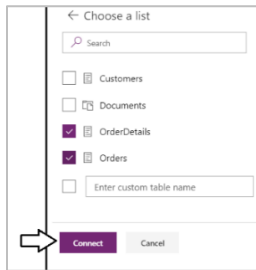 Choose a list
Search
Customers
Documents
OrderDetails
Orders
Enter custom table name
Connect Cancel